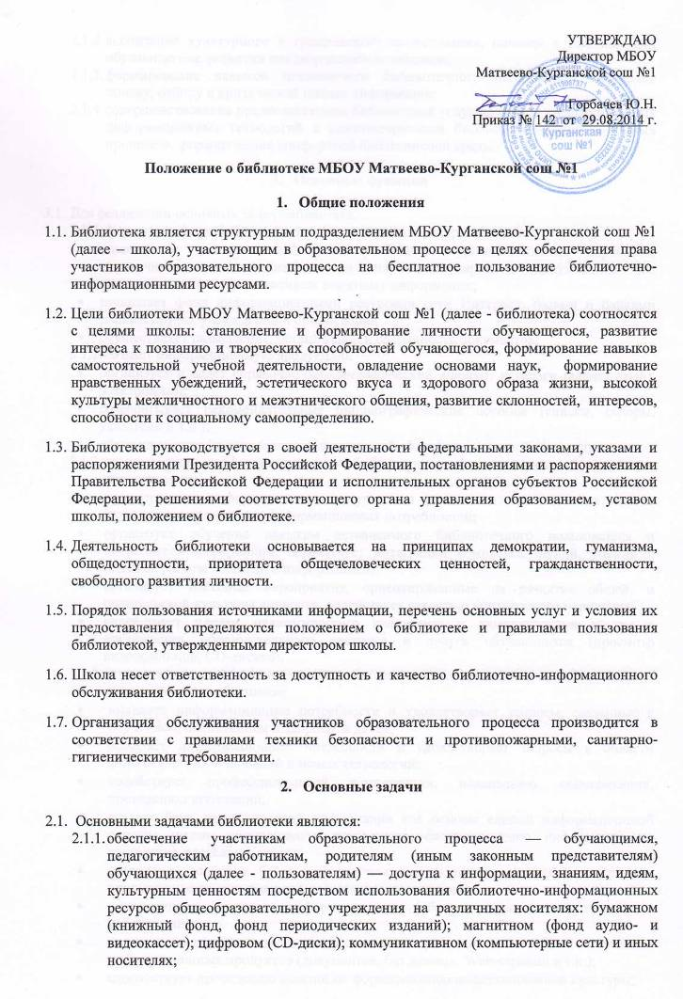 УТВЕРЖДАЮ
Директор МБОУ
Матвеево-Курганской сош №1
Горбачев Ю.Н.
Приказ № 142 от 29.08.2014 г.
Положение о библиотеке МБОУ Матвеево-Курганской сош №1
1. Общие положения
1.1. Библиотека является структурным подразделением МБОУ Матвеево-Курганской сош №1
(далее – школа), участвующим в образовательном процессе в целях обеспечения права
участников образовательного процесса на бесплатное пользование библиотечно-
информационными ресурсами.
1.2. Цели библиотеки МБОУ Матвеево-Курганской сош №1 (далее - библиотека) соотносятся
с целями школы: становление и формирование личности обучающегося, развитие
интереса к познанию и творческих способностей обучающегося, формирование навыков
самостоятельной учебной деятельности, овладение основами наук, формирование
нравственных убеждений, эстетического вкуса и здорового образа жизни, высокой
культуры межличностного и межэтнического общения, развитие склонностей, интересов,
способности к социальному самоопределению.
1.3. Библиотека руководствуется в своей деятельности федеральными законами, указами и
распоряжениями Президента Российской Федерации, постановлениями и распоряжениями
Правительства Российской Федерации и исполнительных органов субъектов Российской
Федерации, решениями соответствующего органа управления образованием, уставом
школы, положением о библиотеке.
1.4. Деятельность библиотеки основывается на принципах демократии, гуманизма,
общедоступности, приоритета общечеловеческих ценностей, гражданственности,
свободного развития личности.
1.5. Порядок пользования источниками информации, перечень основных услуг и условия их
предоставления определяются положением о библиотеке и правилами пользования
библиотекой, утвержденными директором школы.
1.6. Школа несет ответственность за доступность и качество библиотечно-информационного
обслуживания библиотеки.
1.7. Организация обслуживания участников образовательного процесса производится в
соответствии с правилами техники безопасности и противопожарными, санитарно-
гигиеническими требованиями.
2. Основные задачи
2.1. Основными задачами библиотеки являются:
2.1.1. обеспечение участникам образовательного процесса — обучающимся,
педагогическим работникам, родителям (иным законным представителям)
обучающихся (далее - пользователям) — доступа к информации, знаниям, идеям,
культурным ценностям посредством использования библиотечно-информационных
ресурсов общеобразовательного учреждения на различных носителях: бумажном
(книжный фонд, фонд периодических изданий); магнитном (фонд аудио- и
видеокассет); цифровом (CD-диски); коммуникативном (компьютерные сети) и иных
носителях;